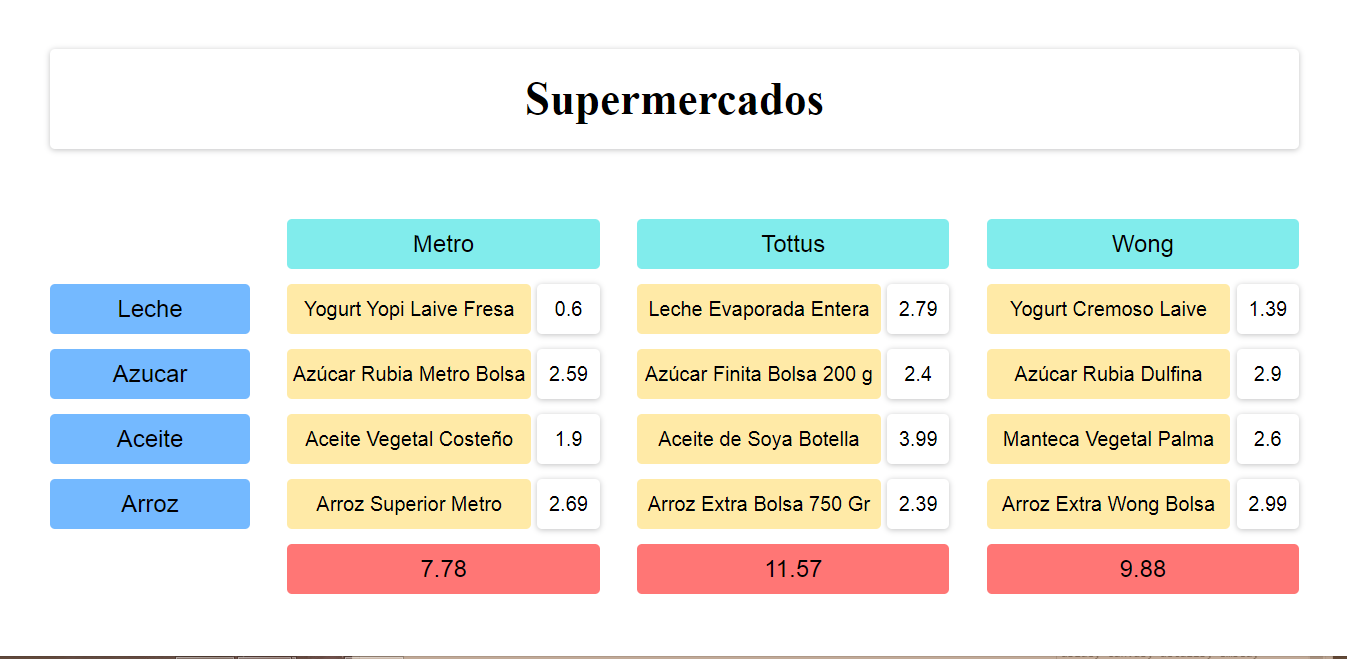 Supermercados
Metro Tottus Wong
Leche Yogurt Yopi Laive Fresa 0.6 Leche Evaporada Entera 2.79 Yogurt Cremoso Laive 1.39
Azucar Azúcar Rubia Metro Bolsa 2.59 Azúcar Finita Bolsa 200 g 2.4 Azúcar Rubia Dulfina 2.9
Aceite Aceite Vegetal Costeño 1.9 Aceite de Soya Botella 3.99 Manteca Vegetal Palma 2.6
Arroz Arroz Superior Metro 2.69 Arroz Extra Bolsa 750 Gr 2.39 Arroz Extra Wong Bolsa 2.99
7.78 11.57 9.88